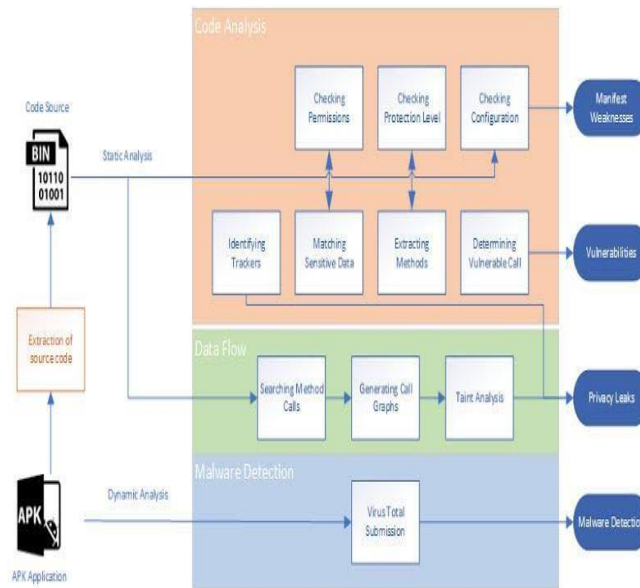 Code Analysis
Code Source
Checking
Permissions
Checking
Protection Level
Checking
Configuration
Manifest
Weaknesses
BIN
10110
01001
Static Analysis
Identifying
Trackers
Matching
Sensitive Data
Extracting
Methods
Determining
Vulnerable Call
Vulnerabilities
Extraction of
source code
Data Flow
Searching Method
Calls
Generating Call
Graphs
Taint Analysis
Privacy Leaks
Malware Detection
Dynamic Analysis
Virus Total
Submission
Malware Detection
APK
APK Application